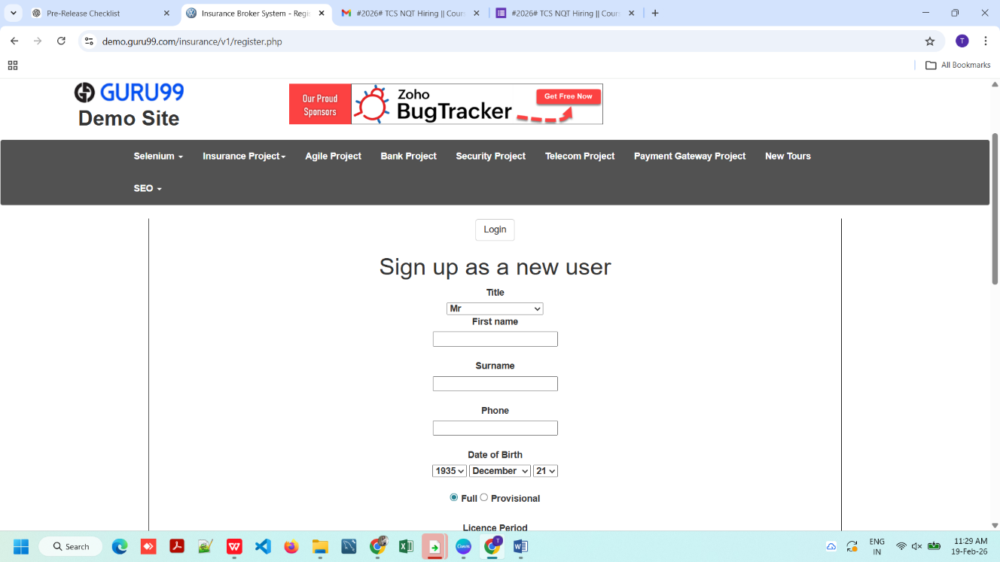 Pre-Release Checklist
Insurance Broker System - Regi
#2026# TCS NQT Hiring || Cour
#2026# TCS NQT Hiring || Cour
demo.guru99.com/insurance/v1/register.php
T
All Bookmarks
GURU99
Demo Site
Our Proud
Sponsors
Zoho
BugTracker
Get Free Now
Selenium
Insurance Project
Agile Project
Bank Project
Security Project
Telecom Project
Payment Gateway Project
New Tours
SEO
Login
Sign up as a new user
Title
Mr
First name
Surname
Phone
Date of Birth
1935 December 21
Full Provisional
Licence Period
Search
T
ENG
IN
11:29 AM
19-Feb-26